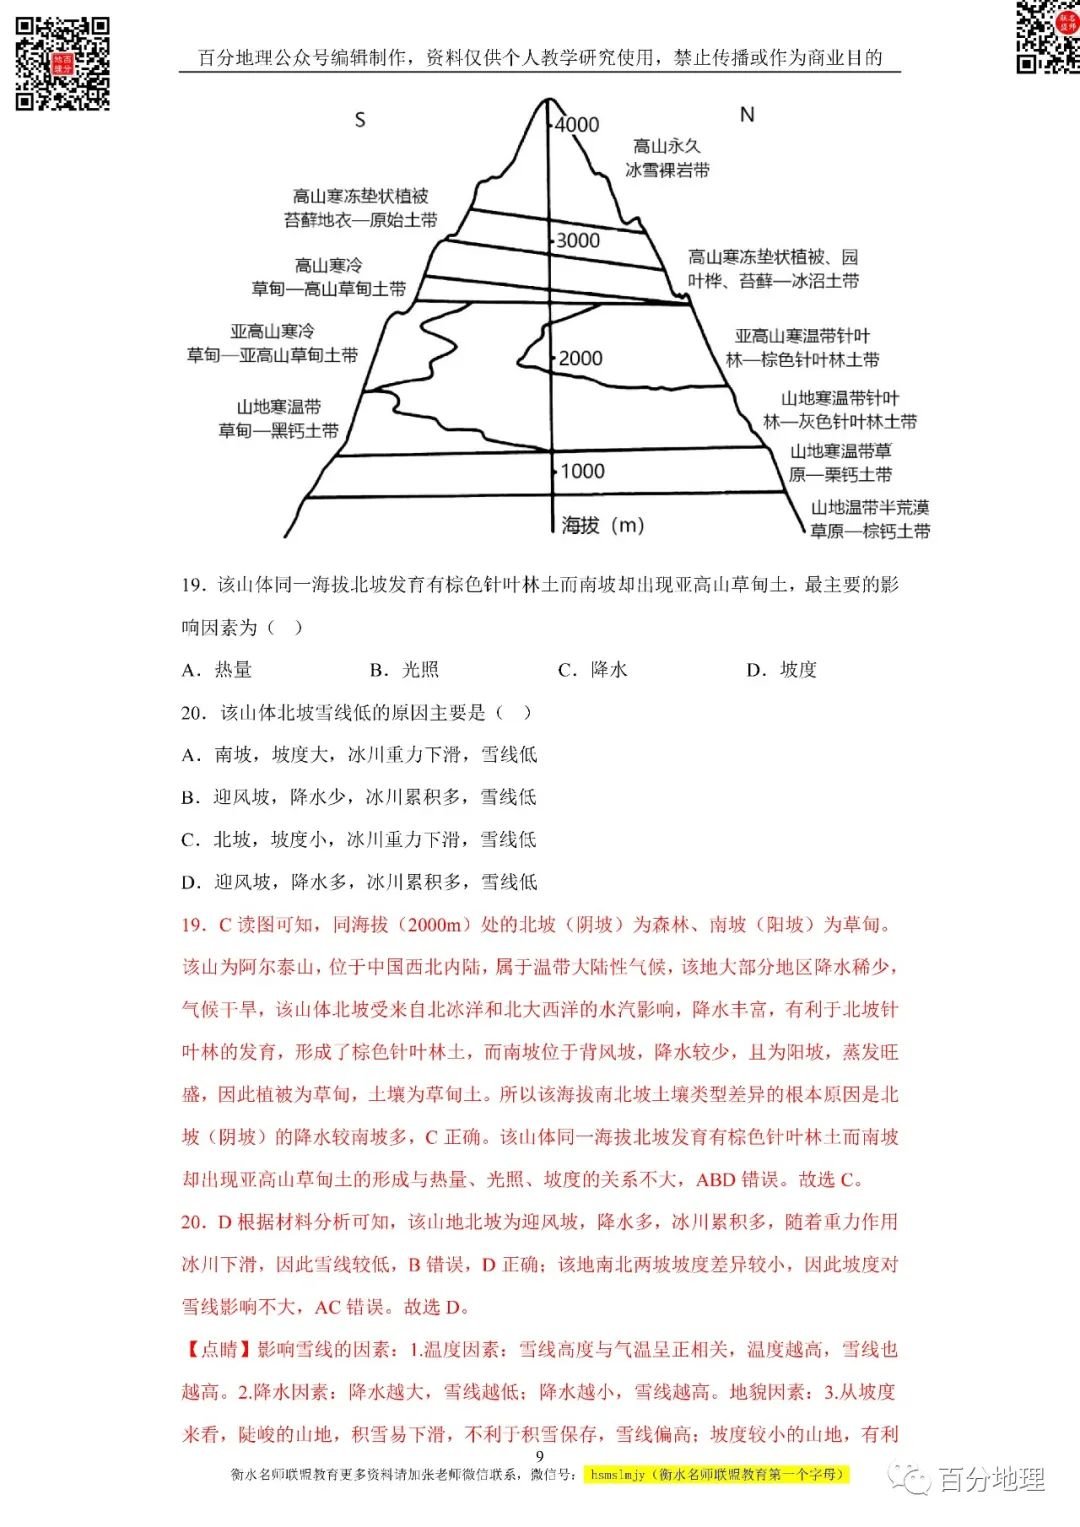 百分地理公众号编辑制作，资料仅供个人教学研究使用，禁止传播或作为商业目的
地百
理分
S
N
4000
高山永久
冰雪裸岩带
高山寒冻垫状植被
苔藓地衣—原始土带
3000
高山寒冻垫状植被、园
叶桦、苔藓—冰沼土带
高山寒冷
草甸—高山草甸土带
亚高山寒冷
草甸—亚高山草甸土带
亚高山寒温带针叶
林—棕色针叶林土带
2000
山地寒温带
草甸—黑钙土带
山地寒温带针叶
林—灰色针叶林土带
山地寒温带草
原—栗钙土带
1000
山地温带半荒漠
草原—棕钙土带
海拔（m）
19．该山体同一海拔北坡发育有棕色针叶林土而南坡却出现亚高山草甸土，最主要的影
响因素为（ ）
A．热量 B．光照 C．降水 D．坡度
20．该山体北坡雪线低的原因主要是（ ）
A．南坡，坡度大，冰川重力下滑，雪线低
B．迎风坡，降水少，冰川累积多，雪线低
C．北坡，坡度小，冰川重力下滑，雪线低
D．迎风坡，降水多，冰川累积多，雪线低
19．C 读图可知，同海拔（2000m）处的北坡（阴坡）为森林、南坡（阳坡）为草甸。
该山为阿尔泰山，位于中国西北内陆，属于温带大陆性气候，该地大部分地区降水稀少，
气候干旱，该山体北坡受来自北冰洋和北大西洋的水汽影响，降水丰富，有利于北坡针
叶林的发育，形成了棕色针叶林土，而南坡位于背风坡，降水较少，且为阳坡，蒸发旺
盛，因此植被为草甸，土壤为草甸土。所以该海拔南北坡土壤类型差异的根本原因是北
坡（阴坡）的降水较南坡多，C 正确。该山体同一海拔北坡发育有棕色针叶林土而南坡
却出现亚高山草甸土的形成与热量、光照、坡度的关系不大，ABD 错误。故选 C。
20．D 根据材料分析可知，该山地北坡为迎风坡，降水多，冰川累积多，随着重力作用
冰川下滑，因此雪线较低，B 错误，D 正确；该地南北两坡坡度差异较小，因此坡度对
雪线影响不大，AC 错误。故选 D。
【点睛】影响雪线的因素：1.温度因素：雪线高度与气温呈正相关，温度越高，雪线也
越高。2.降水因素：降水越大，雪线越低；降水越小，雪线越高。地貌因素：3.从坡度
来看，陡峻的山地，积雪易下滑，不利于积雪保存，雪线偏高；坡度较小的山地，有利
9
衡水名师联盟教育更多资料请加张老师微信联系，微信号： hsmslmjy（衡水名师联盟教育第一个字母）
百分地理